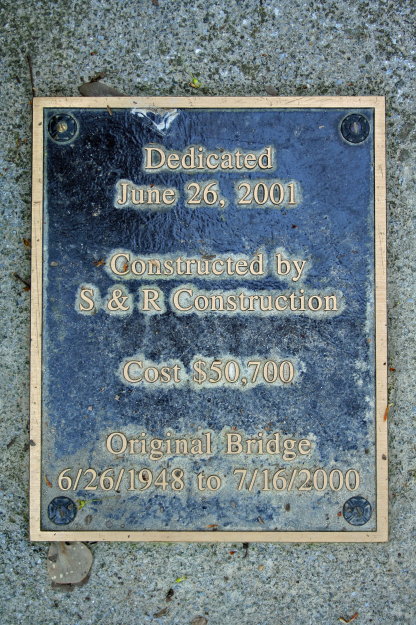 Dedicated
June 26, 2001
Constructed by
S & R Construction
Cost $50,700
Original Bridge
6/26/1948 to 7/16/2000